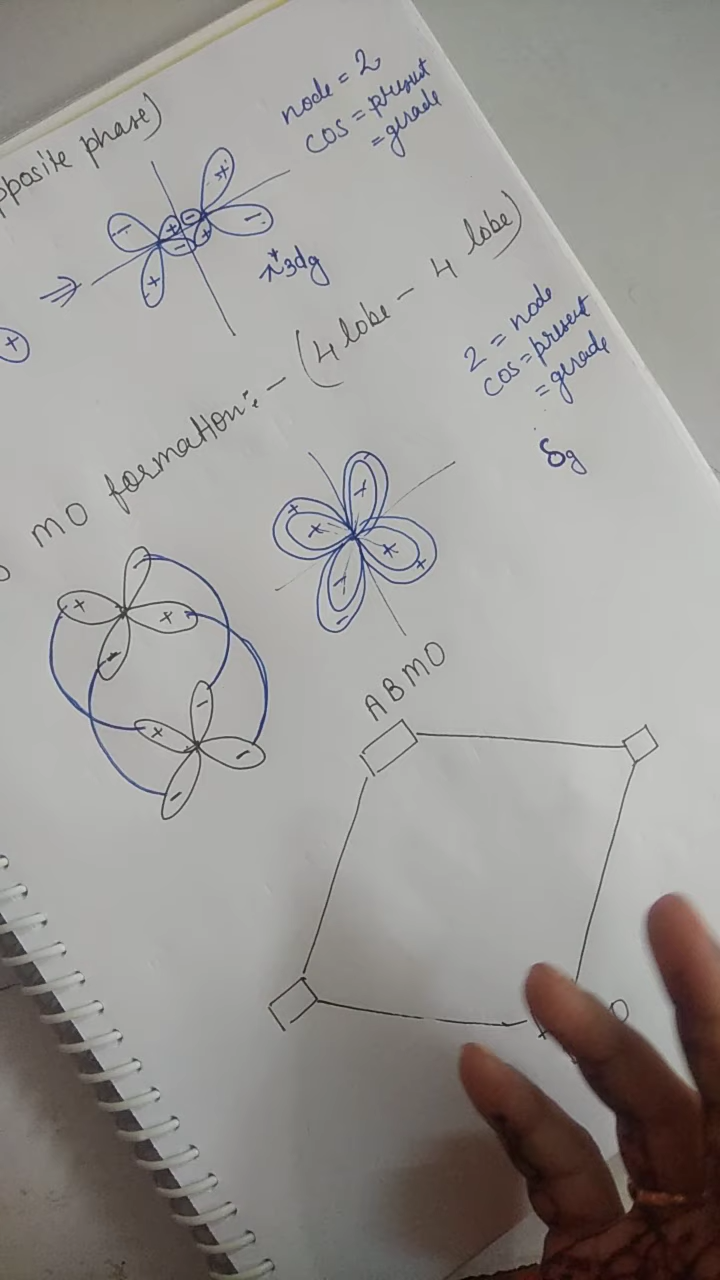 pposite phase)
node = 2
cos = present
= gerade
⇒
π*3dg
MO formation:- (4 lobe - 4 lobe)
2 = node
cos = present
= gerade
δg
ABMO